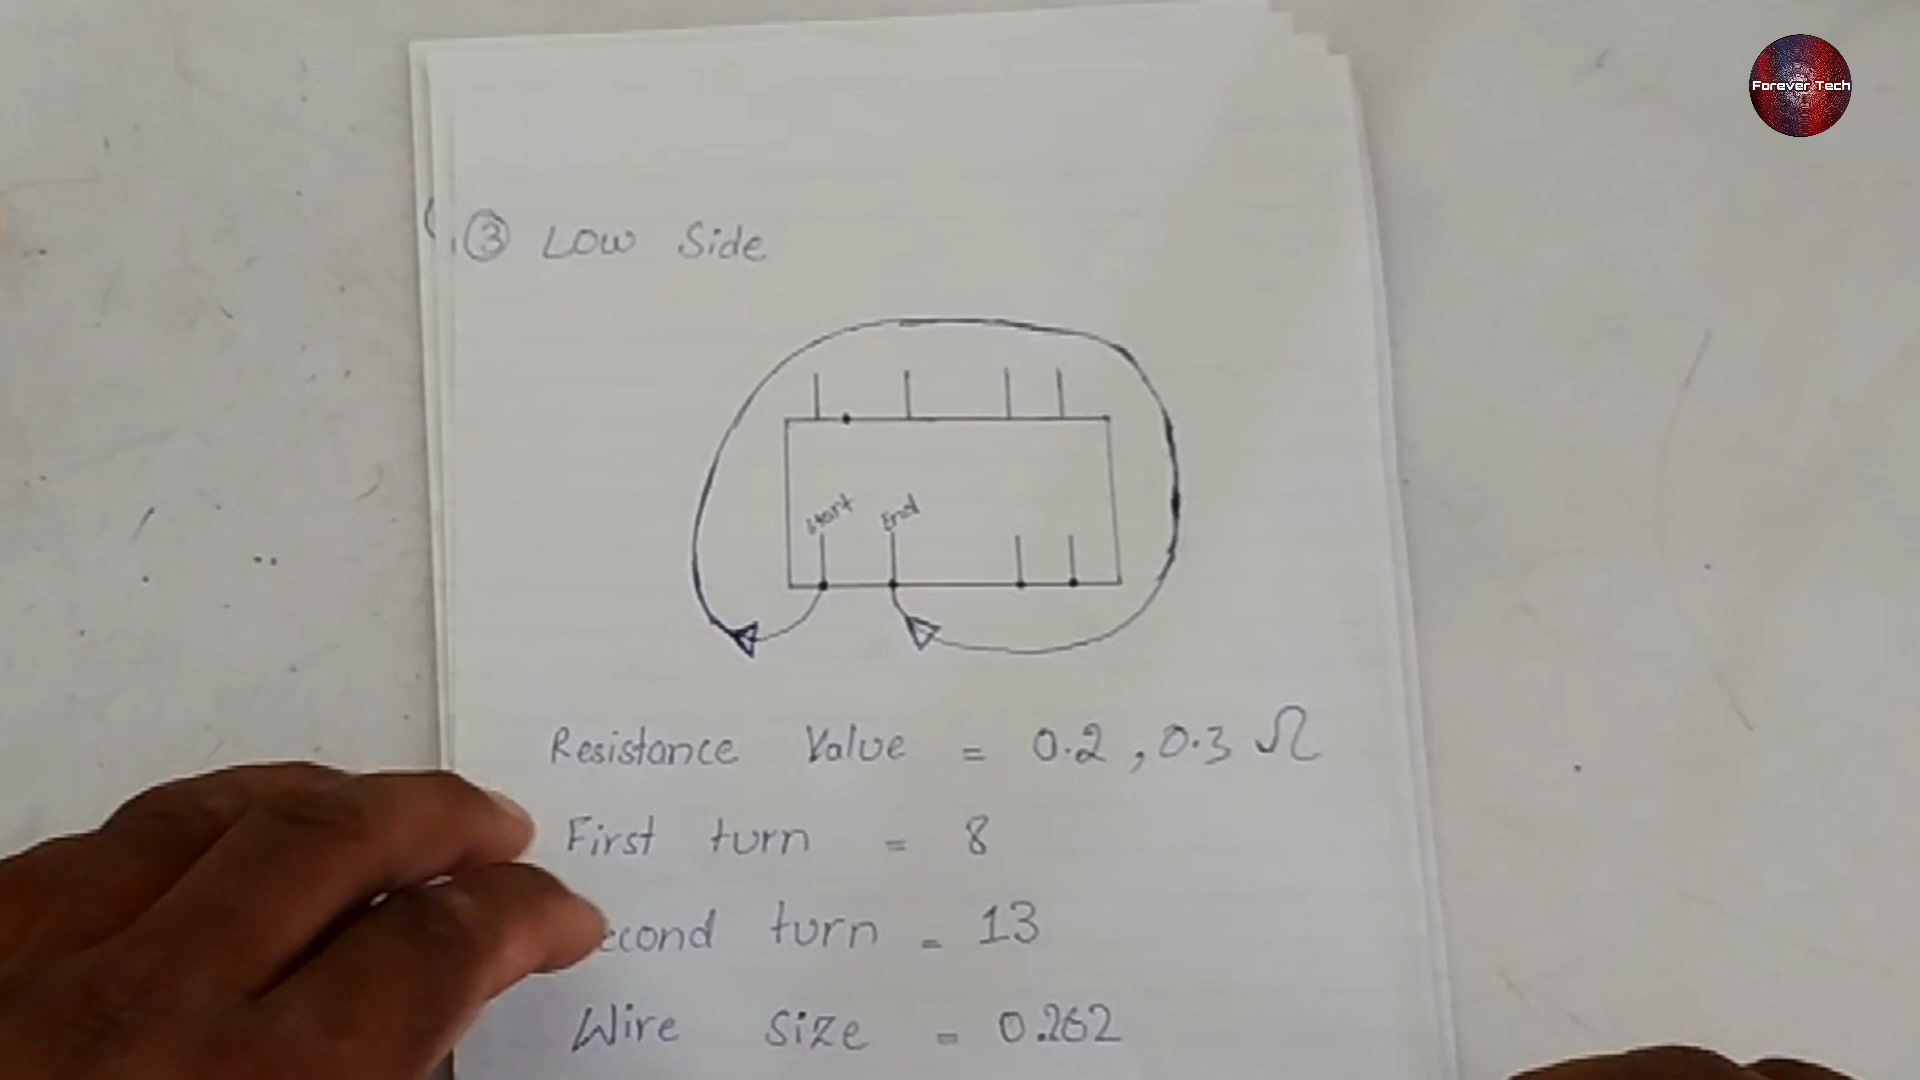 Forever Tech
③ Low Side
Start End
Resistance Value = 0.2 , 0.3 Ω
First turn = 8
econd turn = 13
Wire size = 0.262